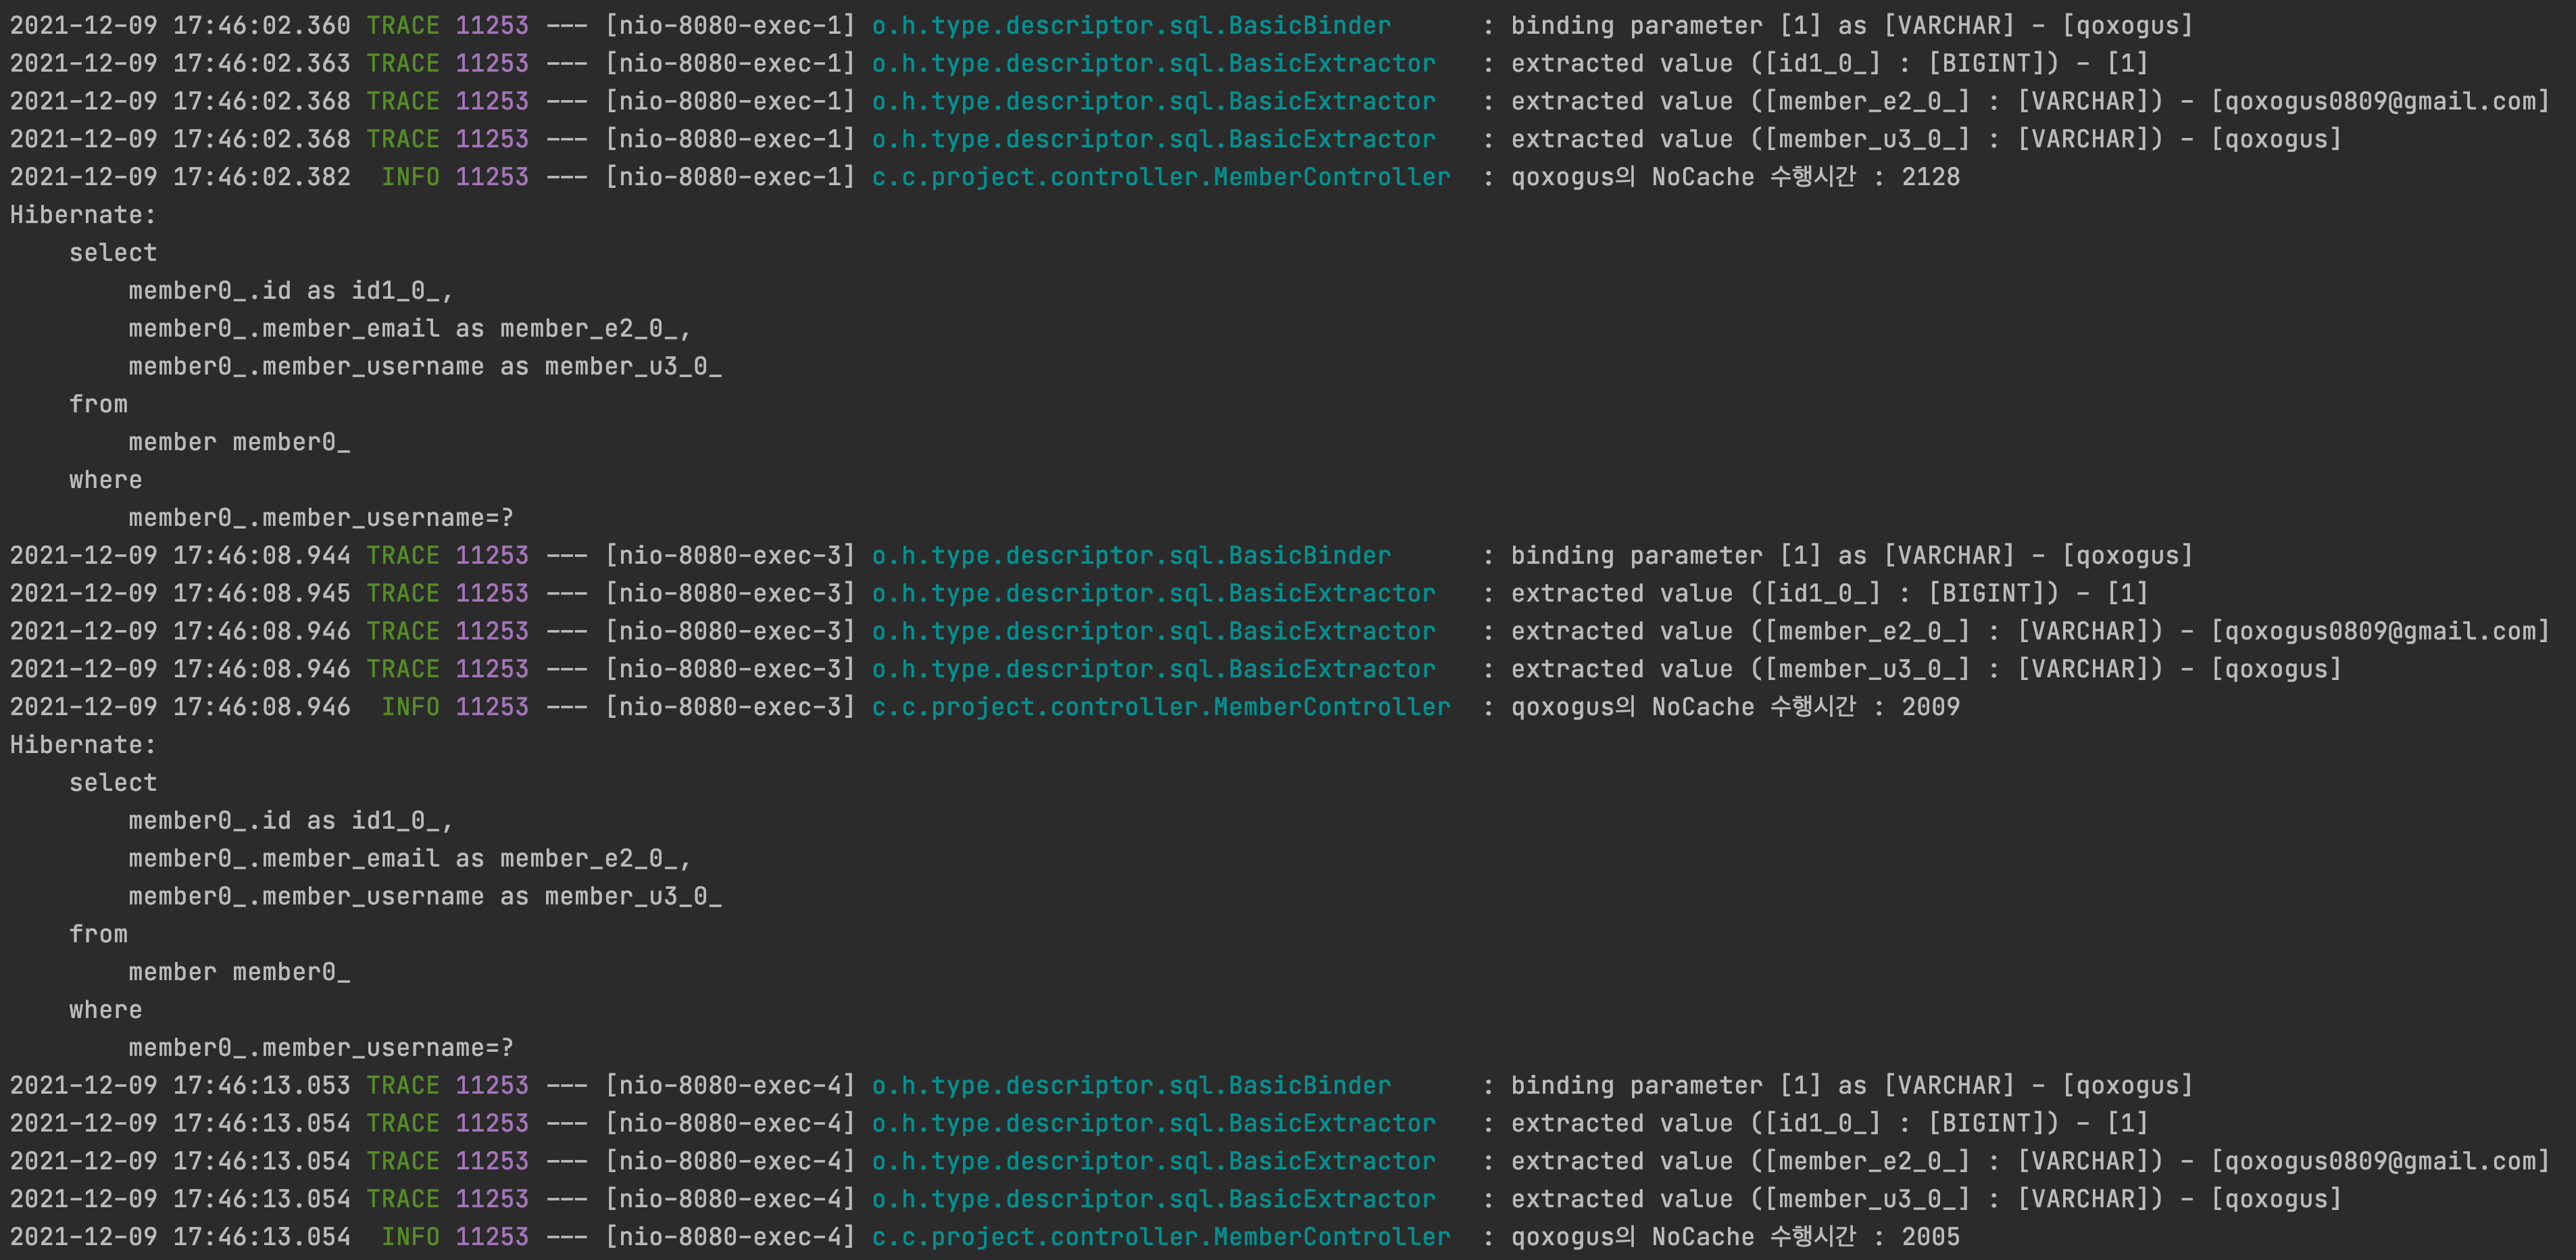 2021-12-09 17:46:02.360 TRACE 11253 --- [nio-8080-exec-1] o.h.type.descriptor.sql.BasicBinder      : binding parameter [1] as [VARCHAR] - [qoxogus]
2021-12-09 17:46:02.363 TRACE 11253 --- [nio-8080-exec-1] o.h.type.descriptor.sql.BasicExtractor   : extracted value ([id1_0_] : [BIGINT]) - [1]
2021-12-09 17:46:02.368 TRACE 11253 --- [nio-8080-exec-1] o.h.type.descriptor.sql.BasicExtractor   : extracted value ([member_e2_0_] : [VARCHAR]) - [qoxogus0809@gmail.com]
2021-12-09 17:46:02.368 TRACE 11253 --- [nio-8080-exec-1] o.h.type.descriptor.sql.BasicExtractor   : extracted value ([member_u3_0_] : [VARCHAR]) - [qoxogus]
2021-12-09 17:46:02.382  INFO 11253 --- [nio-8080-exec-1] c.c.project.controller.MemberController  : qoxogus의 NoCache 수행시간 : 2128
Hibernate:
    select
        member0_.id as id1_0_,
        member0_.member_email as member_e2_0_,
        member0_.member_username as member_u3_0_
    from
        member member0_
    where
        member0_.member_username=?
2021-12-09 17:46:08.944 TRACE 11253 --- [nio-8080-exec-3] o.h.type.descriptor.sql.BasicBinder      : binding parameter [1] as [VARCHAR] - [qoxogus]
2021-12-09 17:46:08.945 TRACE 11253 --- [nio-8080-exec-3] o.h.type.descriptor.sql.BasicExtractor   : extracted value ([id1_0_] : [BIGINT]) - [1]
2021-12-09 17:46:08.946 TRACE 11253 --- [nio-8080-exec-3] o.h.type.descriptor.sql.BasicExtractor   : extracted value ([member_e2_0_] : [VARCHAR]) - [qoxogus0809@gmail.com]
2021-12-09 17:46:08.946 TRACE 11253 --- [nio-8080-exec-3] o.h.type.descriptor.sql.BasicExtractor   : extracted value ([member_u3_0_] : [VARCHAR]) - [qoxogus]
2021-12-09 17:46:08.946  INFO 11253 --- [nio-8080-exec-3] c.c.project.controller.MemberController  : qoxogus의 NoCache 수행시간 : 2009
Hibernate:
    select
        member0_.id as id1_0_,
        member0_.member_email as member_e2_0_,
        member0_.member_username as member_u3_0_
    from
        member member0_
    where
        member0_.member_username=?
2021-12-09 17:46:13.053 TRACE 11253 --- [nio-8080-exec-4] o.h.type.descriptor.sql.BasicBinder      : binding parameter [1] as [VARCHAR] - [qoxogus]
2021-12-09 17:46:13.054 TRACE 11253 --- [nio-8080-exec-4] o.h.type.descriptor.sql.BasicExtractor   : extracted value ([id1_0_] : [BIGINT]) - [1]
2021-12-09 17:46:13.054 TRACE 11253 --- [nio-8080-exec-4] o.h.type.descriptor.sql.BasicExtractor   : extracted value ([member_e2_0_] : [VARCHAR]) - [qoxogus0809@gmail.com]
2021-12-09 17:46:13.054 TRACE 11253 --- [nio-8080-exec-4] o.h.type.descriptor.sql.BasicExtractor   : extracted value ([member_u3_0_] : [VARCHAR]) - [qoxogus]
2021-12-09 17:46:13.054  INFO 11253 --- [nio-8080-exec-4] c.c.project.controller.MemberController  : qoxogus의 NoCache 수행시간 : 2005